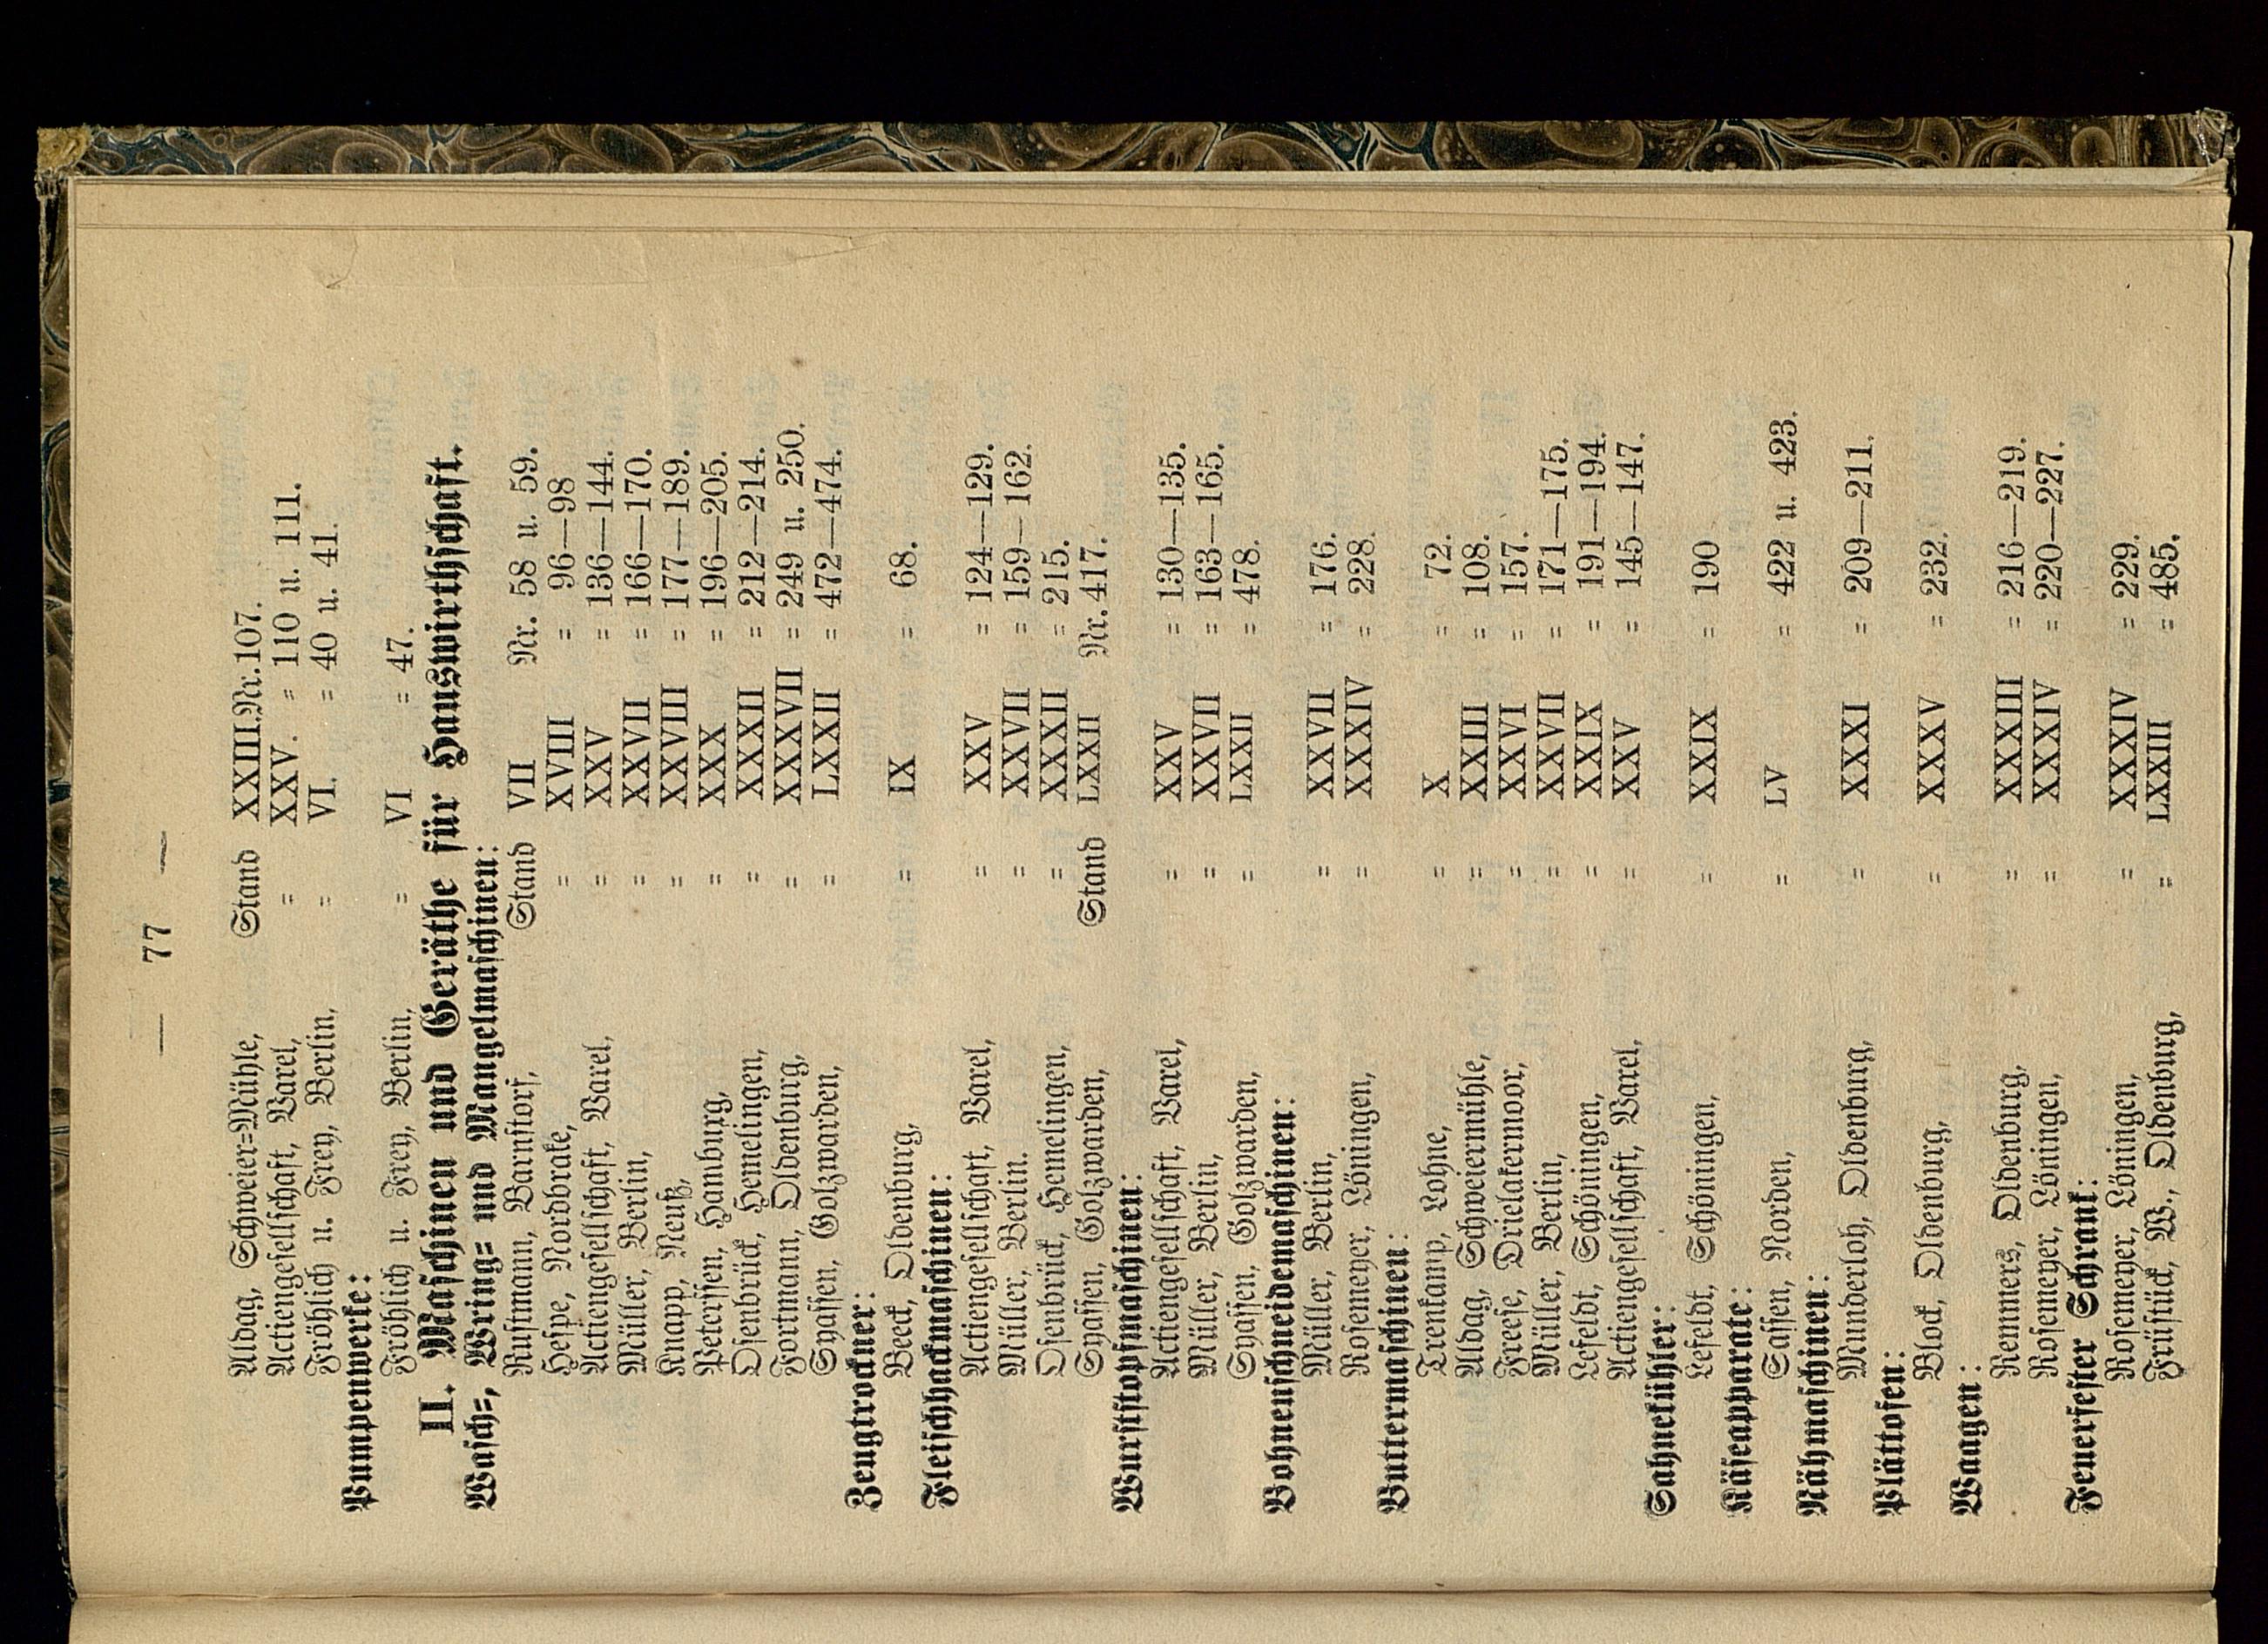 — 77 —
Aldag, Schweier=Mühle, Stand XXIII. Nr. 107.
Actiengesellschaft, Varel, = XXV. = 110 u. 111.
Fröhlich u. Frey, Berlin, = VI. = 40 u. 41.
Pumpenwerke:
Fröhlich u. Frey, Berlin, = VI = 47.
II. Maschinen und Geräthe für Hauswirthschaft.
Wasch=, Wring= und Mangelmaschinen:
Rustmann, Barnstorf, Stand VII Nr. 58 u. 59.
Hespe, Nordbrake, = XVIII = 96—98
Actiengesellschaft, Varel, = XXV = 136—144.
Müller, Berlin, = XXVII = 166—170.
Knapp, Neuß, = XXVIII = 177—189.
Peterssen, Hamburg, = XXX = 196—205.
Osenbrück, Hemelingen, = XXXII = 212—214.
Fortmann, Oldenburg, = XXXVII = 249 u. 250.
Syassen, Golzwarden, = LXXII = 472—474.
Zeugtrockner:
Beeck, Oldenburg, = IX = 68.
Fleischhackmaschinen:
Actiengesellschaft, Varel, = XXV = 124—129.
Müller, Berlin. = XXVII = 159—162.
Osenbrück, Hemelingen, = XXXII = 215.
Syassen, Golzwarden, Stand LXXII Nr. 417.
Wurststopfmaschinen:
Actiengesellschaft, Varel, = XXV = 130—135.
Müller, Berlin, = XXVII = 163—165.
Syassen, Golzwarden, = LXXII = 478.
Bohnenschneidemaschinen:
Müller, Berlin, = XXVII = 176.
Rosemeyer, Löningen, = XXXIV = 228.
Buttermaschinen:
Trenkamp, Lohne, = X = 72.
Aldag, Schweiermühle, = XXIII = 108.
Freese, Drielakermoor, = XXVI = 157.
Müller, Berlin, = XXVII = 171—175.
Lefeldt, Schöningen, = XXIX = 191—194.
Actiengesellschaft, Varel, = XXV = 145—147.
Sahnekühler:
Lefeldt, Schöningen, = XXIX = 190
Käseapparate:
Sassen, Norden, = LV = 422 u. 423.
Nähmaschinen:
Munderloh, Oldenburg, = XXXI = 209—211.
Plättofen:
Block, Oldenburg, = XXXV = 232.
Waagen:
Remmers, Oldenburg, = XXXIII = 216—219.
Rosemeyer, Löningen, = XXXIV = 220—227.
Feuerfester Schrank:
Rosemeyer, Löningen, = XXXIV = 229.
Früstück, W., Oldenburg, = LXXIII = 485.